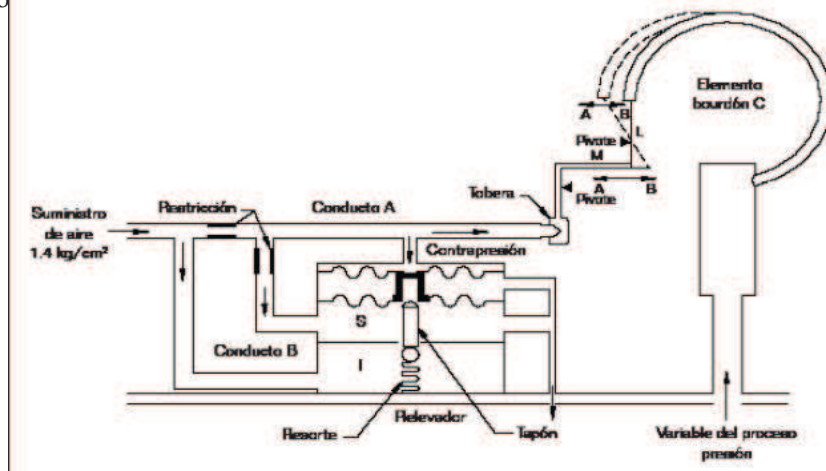 Elemento
bourdón C
A
B
L
Pivote
M
A
B
Pivote
Tobera
Restricción
Conducto A
Suministro
de aire
1.4 kg/cm²
Contrapresión
S
Conducto B
I
Resorte
Relevador
Tapón
Variable del proceso
presión